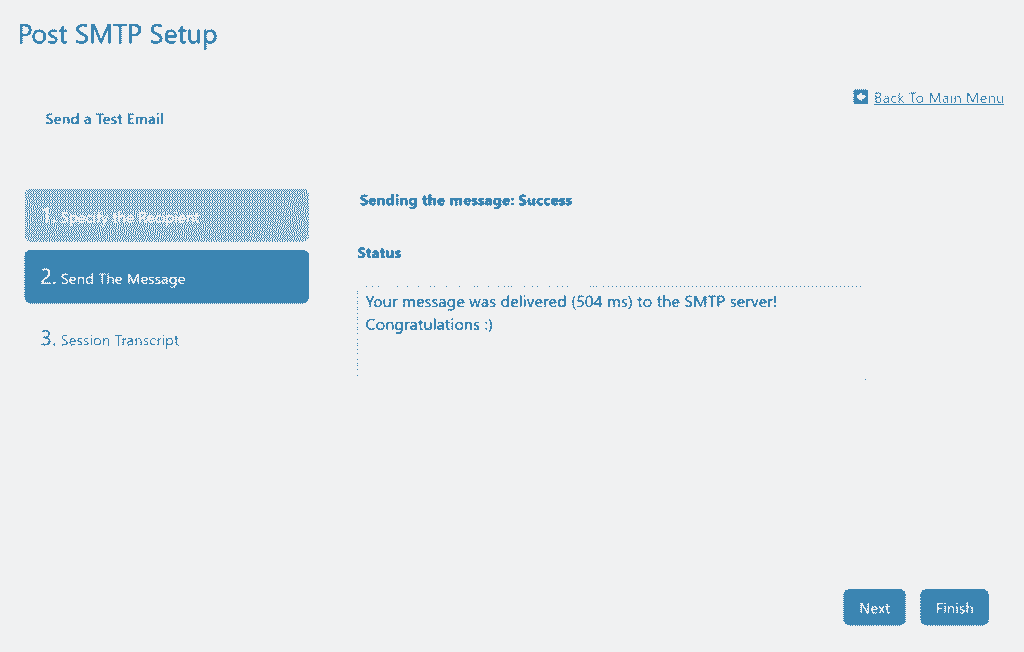 Post SMTP Setup
Back To Main Menu
Send a Test Email
1. Specify the Recipient
Sending the message: Success
2. Send The Message
Status
Your message was delivered (504 ms) to the SMTP server!
Congratulations :)
3. Session Transcript
Next
Finish